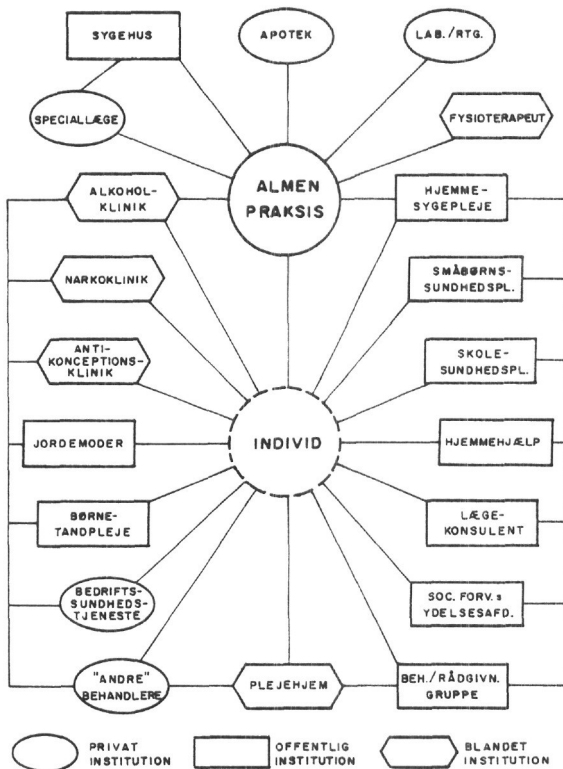 SYGEHUS
APOTEK
LAB./RTG.
SPECIALLÆGE
FYSIOTERAPEUT
ALMEN
PRAKSIS
ALKOHOL-
KLINIK
HJEMME-
SYGEPLEJE
NARKOKLINIK
SMÅBØRNS-
SUNDHEDSPL.
ANTI-
KONCEPTIONS-
KLINIK
SKOLE-
SUNDHEDSPL.
JORDEMODER
INDIVID
HJEMMEHJÆLP
BØRNE-
TANDPLEJE
LÆGE-
KONSULENT
BEDRIFTS-
SUNDHEDS-
TJENESTE
SOC. FORV.s
YDELSESAFD.
"ANDRE"
BEHANDLERE
PLEJEHJEM
BEH./RÅDGIVN.
GRUPPE
PRIVAT
INSTITUTION
OFFENTLIG
INSTITUTION
BLANDET
INSTITUTION